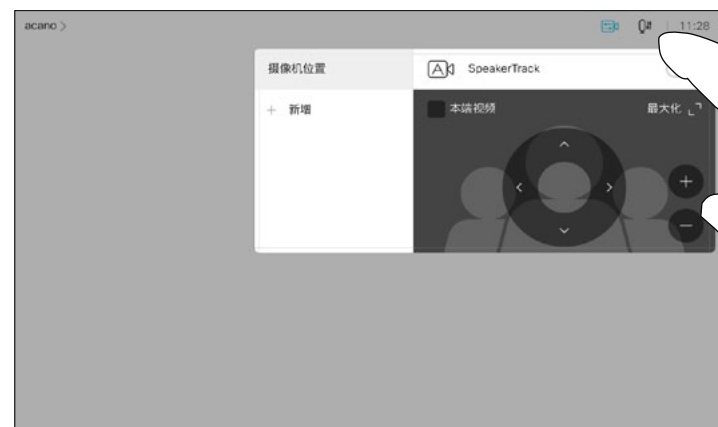 acano >
11:28
摄像机位置
SpeakerTrack
+ 新增
本端视频
最大化